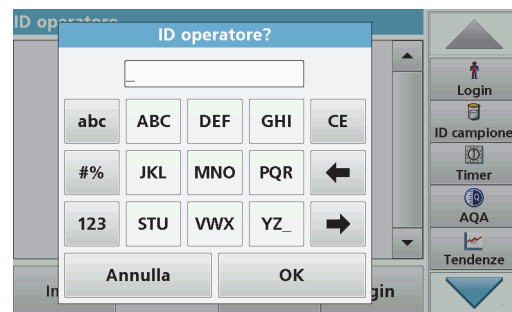 ID operatore
ID operatore?
_
abc ABC DEF GHI CE
#% JKL MNO PQR
123 STU VWX YZ_
Annulla OK
Login
ID campione
Timer
AQA
Tendenze